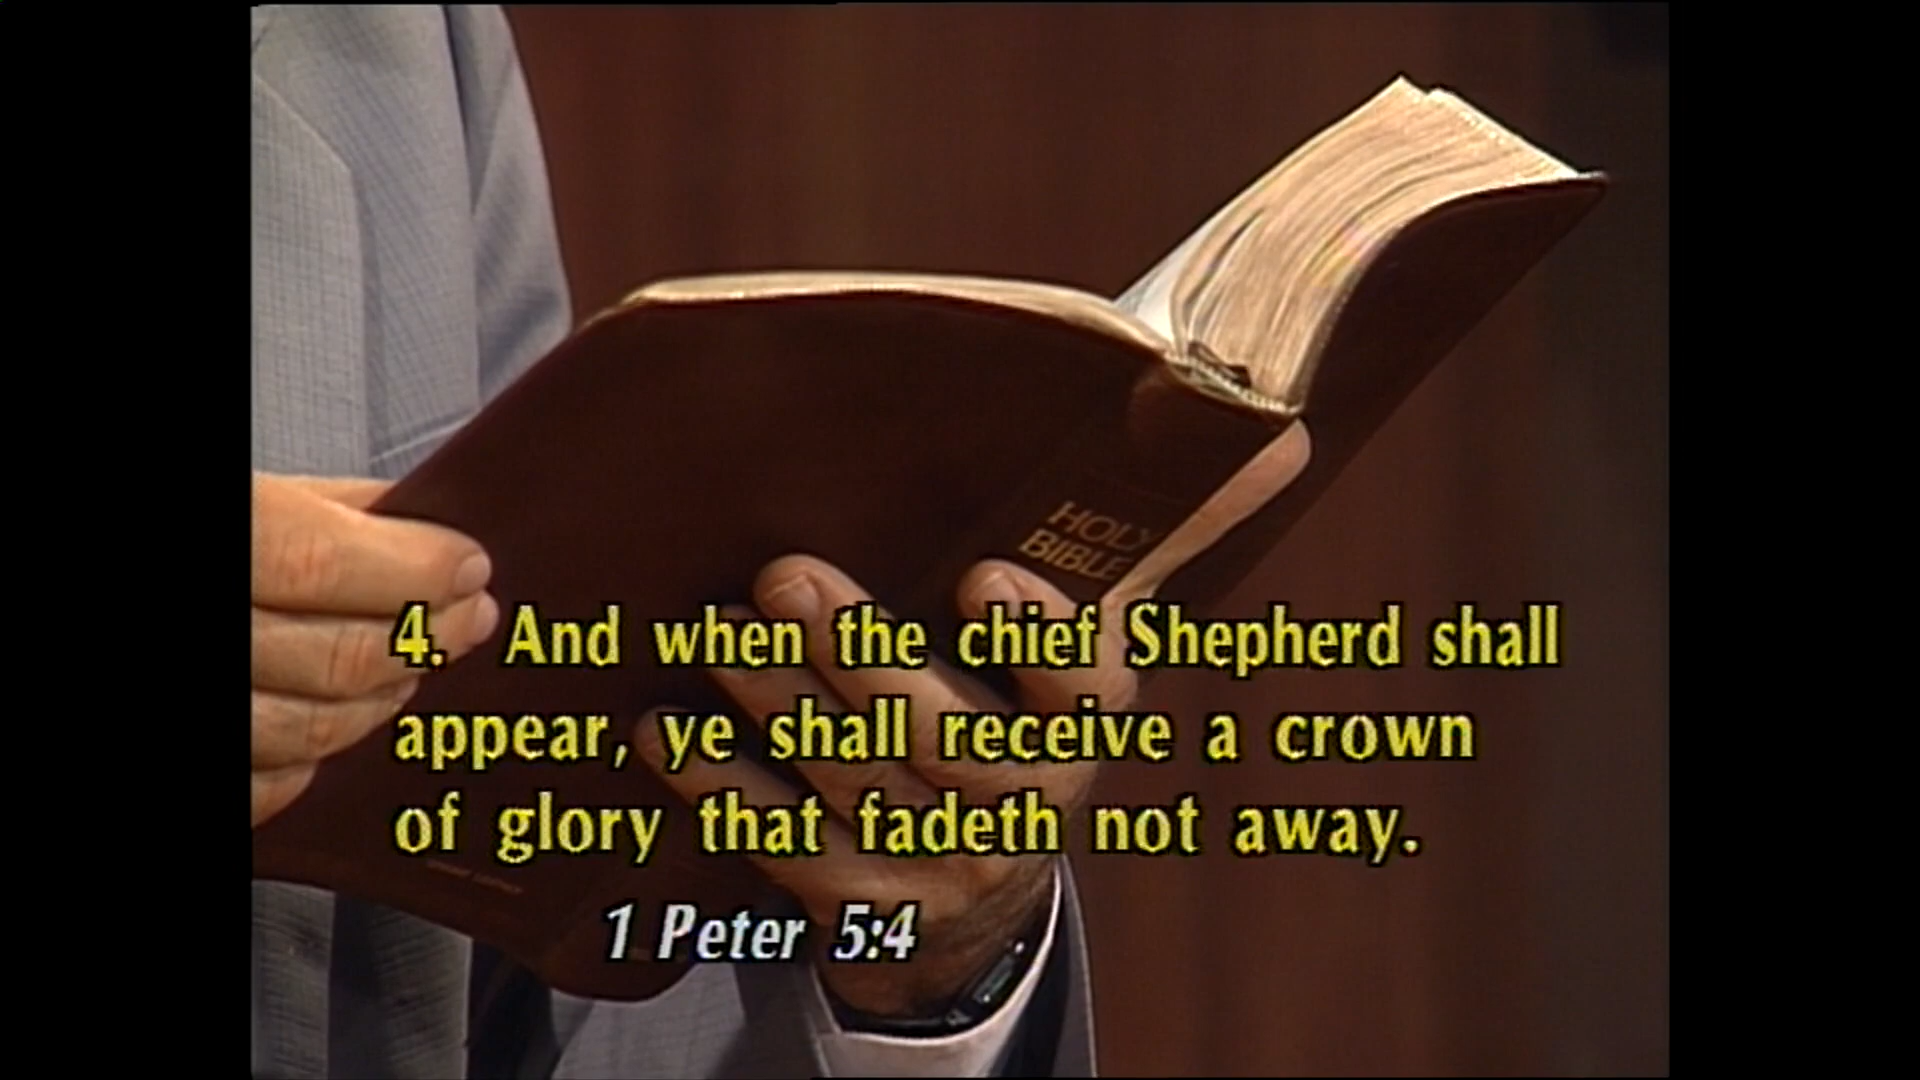 HOLY
BIBLE
4. And when the chief Shepherd shall
appear, ye shall receive a crown
of glory that fadeth not away.
1 Peter 5:4